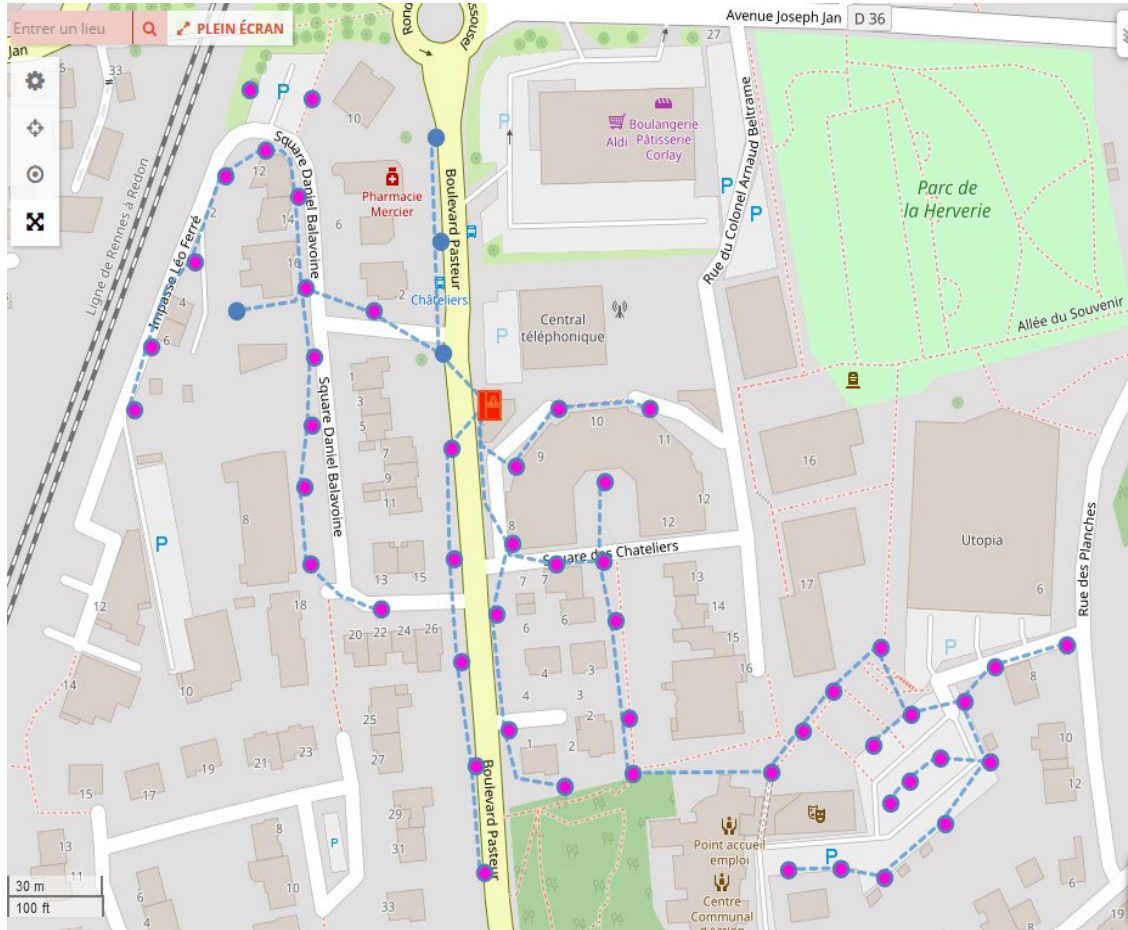 Entrer un lieu
PLEIN ÉCRAN
Jan
Avenue Joseph Jan
D 36
27
15
33
P
10
Square Daniel Balavoine
12
2
14
16
6
Pharmacie
Mercier
Boulevard Pasteur
Aldi
Boulangerie
Pâtisserie
Corlay
P
P
P
Rue du Colonel Arnaud Beltrame
Parc de
la Herverie
Ligne de Rennes à Redon
Impasse Léo Ferré
4
6
2
Châteliers
P
Central
téléphonique
Allée du Souvenir
1
3
5
7
9
11
13
15
Square Daniel Balavoine
8
P
10
11
9
12
12
8
16
17
Utopia
6
Rue des Planches
Square des Chateliers
7
7
6
6
4
3
4
3
1
2
2
13
14
15
16
12
14
10
18
20
22
24
26
P
8
10
12
25
27
19
21
23
15
17
29
31
33
13
11
4
6
8
10
P
Boulevard Pasteur
Point accueil
emploi
Centre
Communal
P
19
30 m
100 ft